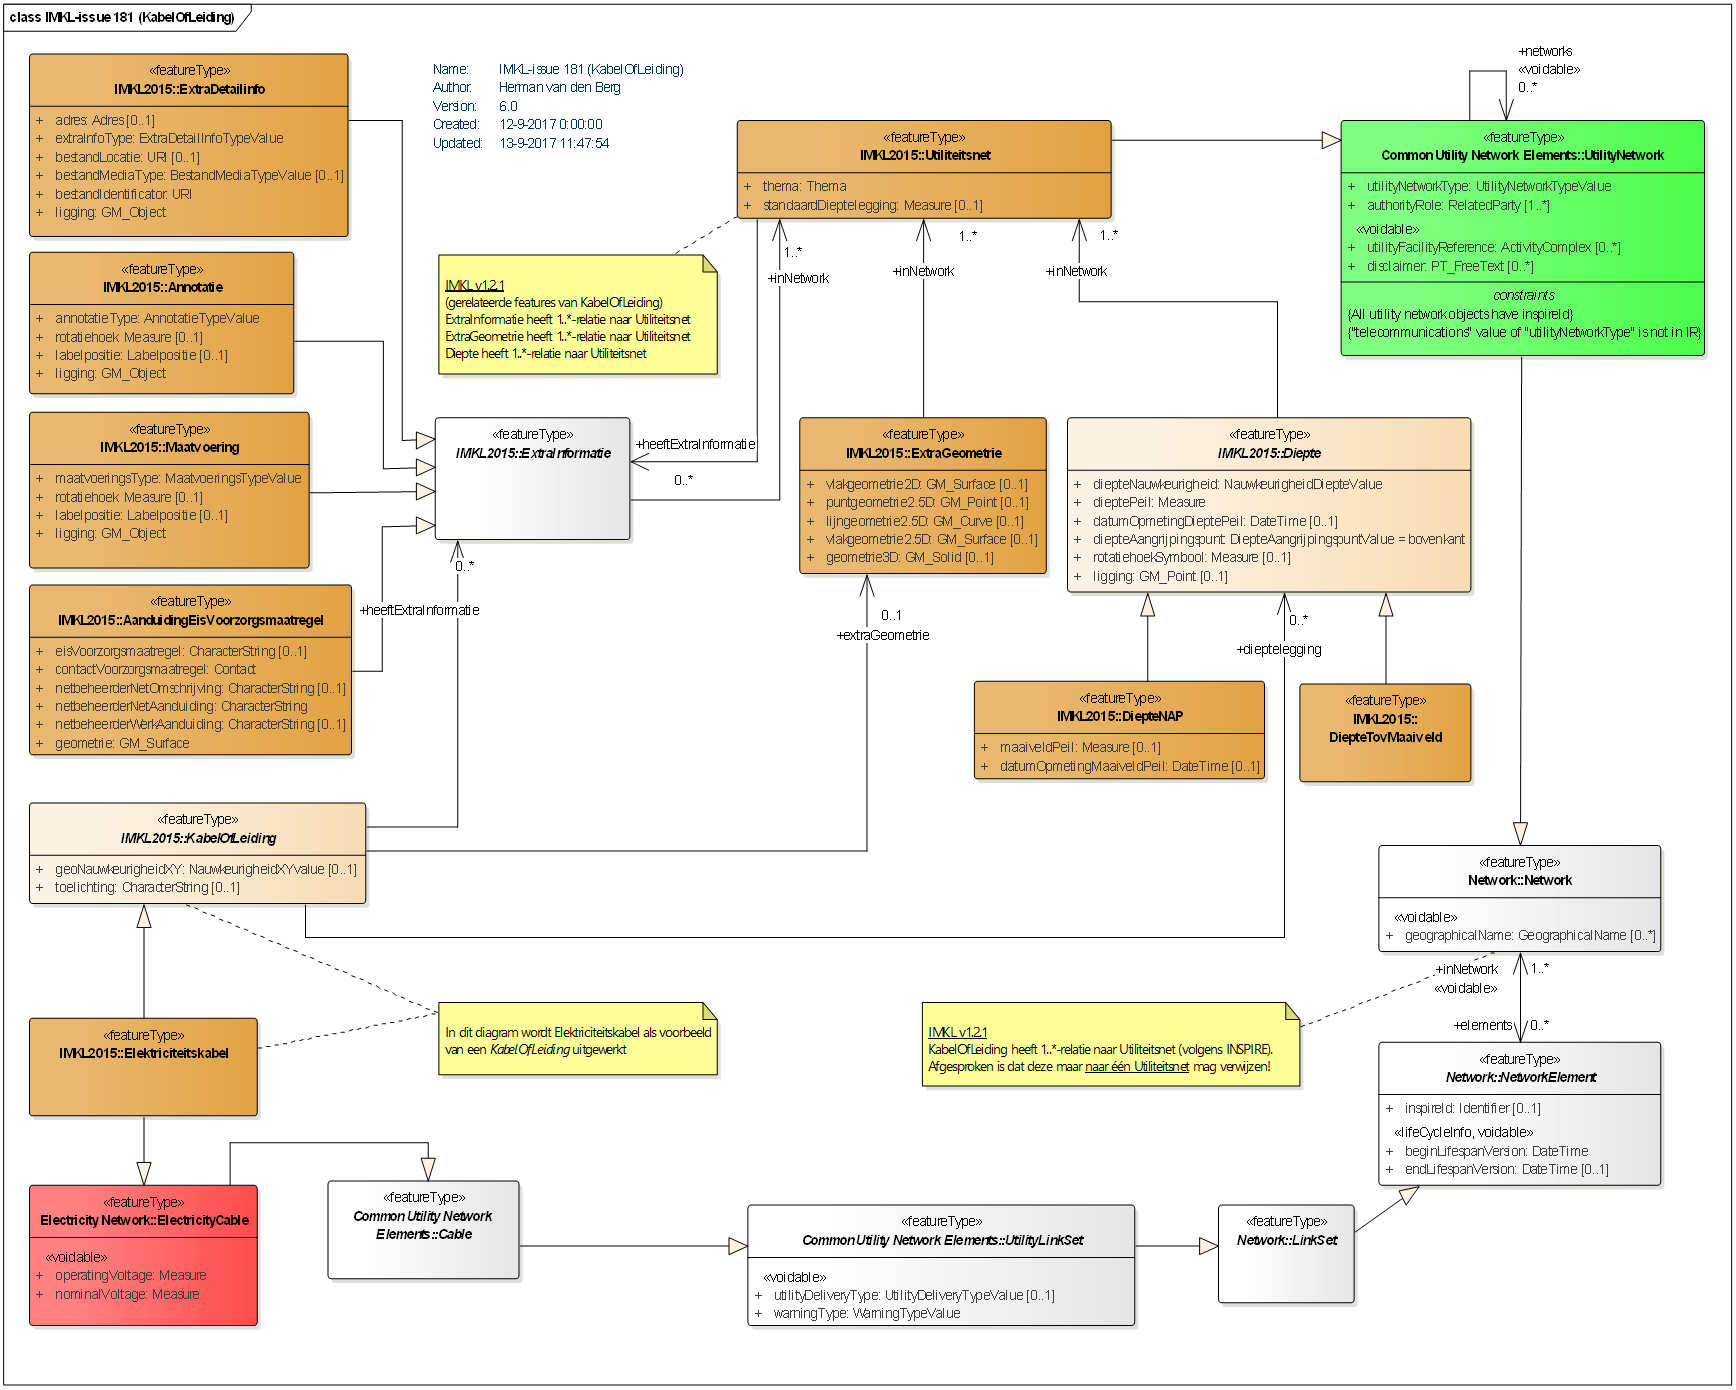 class IMKL-issue 181 (KabelOfLeiding)
«featureType»
IMKL2015::ExtraDetailinfo
+ adres: Adres [0..1]
+ extraInfoType: ExtraDetailInfoTypeValue
+ bestandLocatie: URI [0..1]
+ bestandMediaType: BestandMediaTypeValue [0..1]
+ bestandIdentificator: URI
+ ligging: GM_Object
Name: IMKL-issue 181 (KabelOfLeiding)
Author: Herman van den Berg
Version: 6.0
Created: 12-9-2017 0:00:00
Updated: 13-9-2017 11:47:54
«featureType»
IMKL2015::Utiliteitsnet
+ thema: Thema
+ standaardDieptelegging: Measure [0..1]
+networks
«voidable»
0..*
«featureType»
Common Utility Network Elements::UtilityNetwork
+ utilityNetworkType: UtilityNetworkTypeValue
+ authorityRole: RelatedParty [1..*]
«voidable»
+ utilityFacilityReference: ActivityComplex [0..*]
+ disclaimer: PT_FreeText [0..*]
constraints
{All utility network objects have inspireId}
{"telecommunications" value of "utilityNetworkType" is not in IR}
«featureType»
IMKL2015::Annotatie
+ annotatieType: AnnotatieTypeValue
+ rotatiehoek: Measure [0..1]
+ labelpositie: Labelpositie [0..1]
+ ligging: GM_Object
IMKL v1.2.1
(gerelateerde features van KabelOfLeiding)
ExtraInformatie heeft 1..*-relatie naar Utiliteitsnet
ExtraGeometrie heeft 1..*-relatie naar Utiliteitsnet
Diepte heeft 1..*-relatie naar Utiliteitsnet
1..*
+inNetwork
1..*
+inNetwork
1..*
+inNetwork
«featureType»
IMKL2015::Maatvoering
+ maatvoeringsType: MaatvoeringsTypeValue
+ rotatiehoek: Measure [0..1]
+ labelpositie: Labelpositie [0..1]
+ ligging: GM_Object
«featureType»
IMKL2015::ExtraInformatie
+heeftExtraInformatie
0..*
«featureType»
IMKL2015::ExtraGeometrie
+ vlakgeometrie2D: GM_Surface [0..1]
+ puntgeometrie2.5D: GM_Point [0..1]
+ lijngeometrie2.5D: GM_Curve [0..1]
+ vlakgeometrie2.5D: GM_Surface [0..1]
+ geometrie3D: GM_Solid [0..1]
«featureType»
IMKL2015::Diepte
+ diepteNauwkeurigheid: NauwkeurigheidDiepteValue
+ dieptePeil: Measure
+ datumOpmetingDieptePeil: DateTime [0..1]
+ diepteAangrijpingspunt: DiepteAangrijpingspuntValue = bovenkant
+ rotatiehoekSymbool: Measure [0..1]
+ ligging: GM_Point [0..1]
«featureType»
IMKL2015::AanduidingEisVoorzorgsmaatregel
+ eisVoorzorgsmaatregel: CharacterString [0..1]
+ contactVoorzorgsmaatregel: Contact
+ netbeheerderNetOmschrijving: CharacterString [0..1]
+ netbeheerderNetAanduiding: CharacterString
+ netbeheerderWerkAanduiding: CharacterString [0..1]
+ geometrie: GM_Surface
0..*
+heeftExtraInformatie
0..1
+extraGeometrie
0..*
+dieptelegging
«featureType»
IMKL2015::DiepteNAP
+ maaiveldPeil: Measure [0..1]
+ datumOpmetingMaaiveldPeil: DateTime [0..1]
«featureType»
IMKL2015::
DiepteTovMaaiveld
«featureType»
IMKL2015::KabelOfLeiding
+ geoNauwkeurigheidXY: NauwkeurigheidXYvalue [0..1]
+ toelichting: CharacterString [0..1]
«featureType»
Network::Network
«voidable»
+ geographicalName: GeographicalName [0..*]
+inNetwork
«voidable»
1..*
+elements
0..*
«featureType»
IMKL2015::Elektriciteitskabel
In dit diagram wordt Elektriciteitskabel als voorbeeld
van een KabelOfLeiding uitgewerkt
IMKL v1.2.1
KabelOfLeiding heeft 1..*-relatie naar Utiliteitsnet (volgens INSPIRE).
Afgesproken is dat deze maar naar één Utiliteitsnet mag verwijzen!
«featureType»
Network::NetworkElement
+ inspireId: Identifier [0..1]
«lifeCycleInfo, voidable»
+ beginLifespanVersion: DateTime
+ endLifespanVersion: DateTime [0..1]
«featureType»
Electricity Network::ElectricityCable
«voidable»
+ operatingVoltage: Measure
+ nominalVoltage: Measure
«featureType»
Common Utility Network
Elements::Cable
«featureType»
Common Utility Network Elements::UtilityLinkSet
«voidable»
+ utilityDeliveryType: UtilityDeliveryTypeValue [0..1]
+ warningType: WarningTypeValue
«featureType»
Network::LinkSet